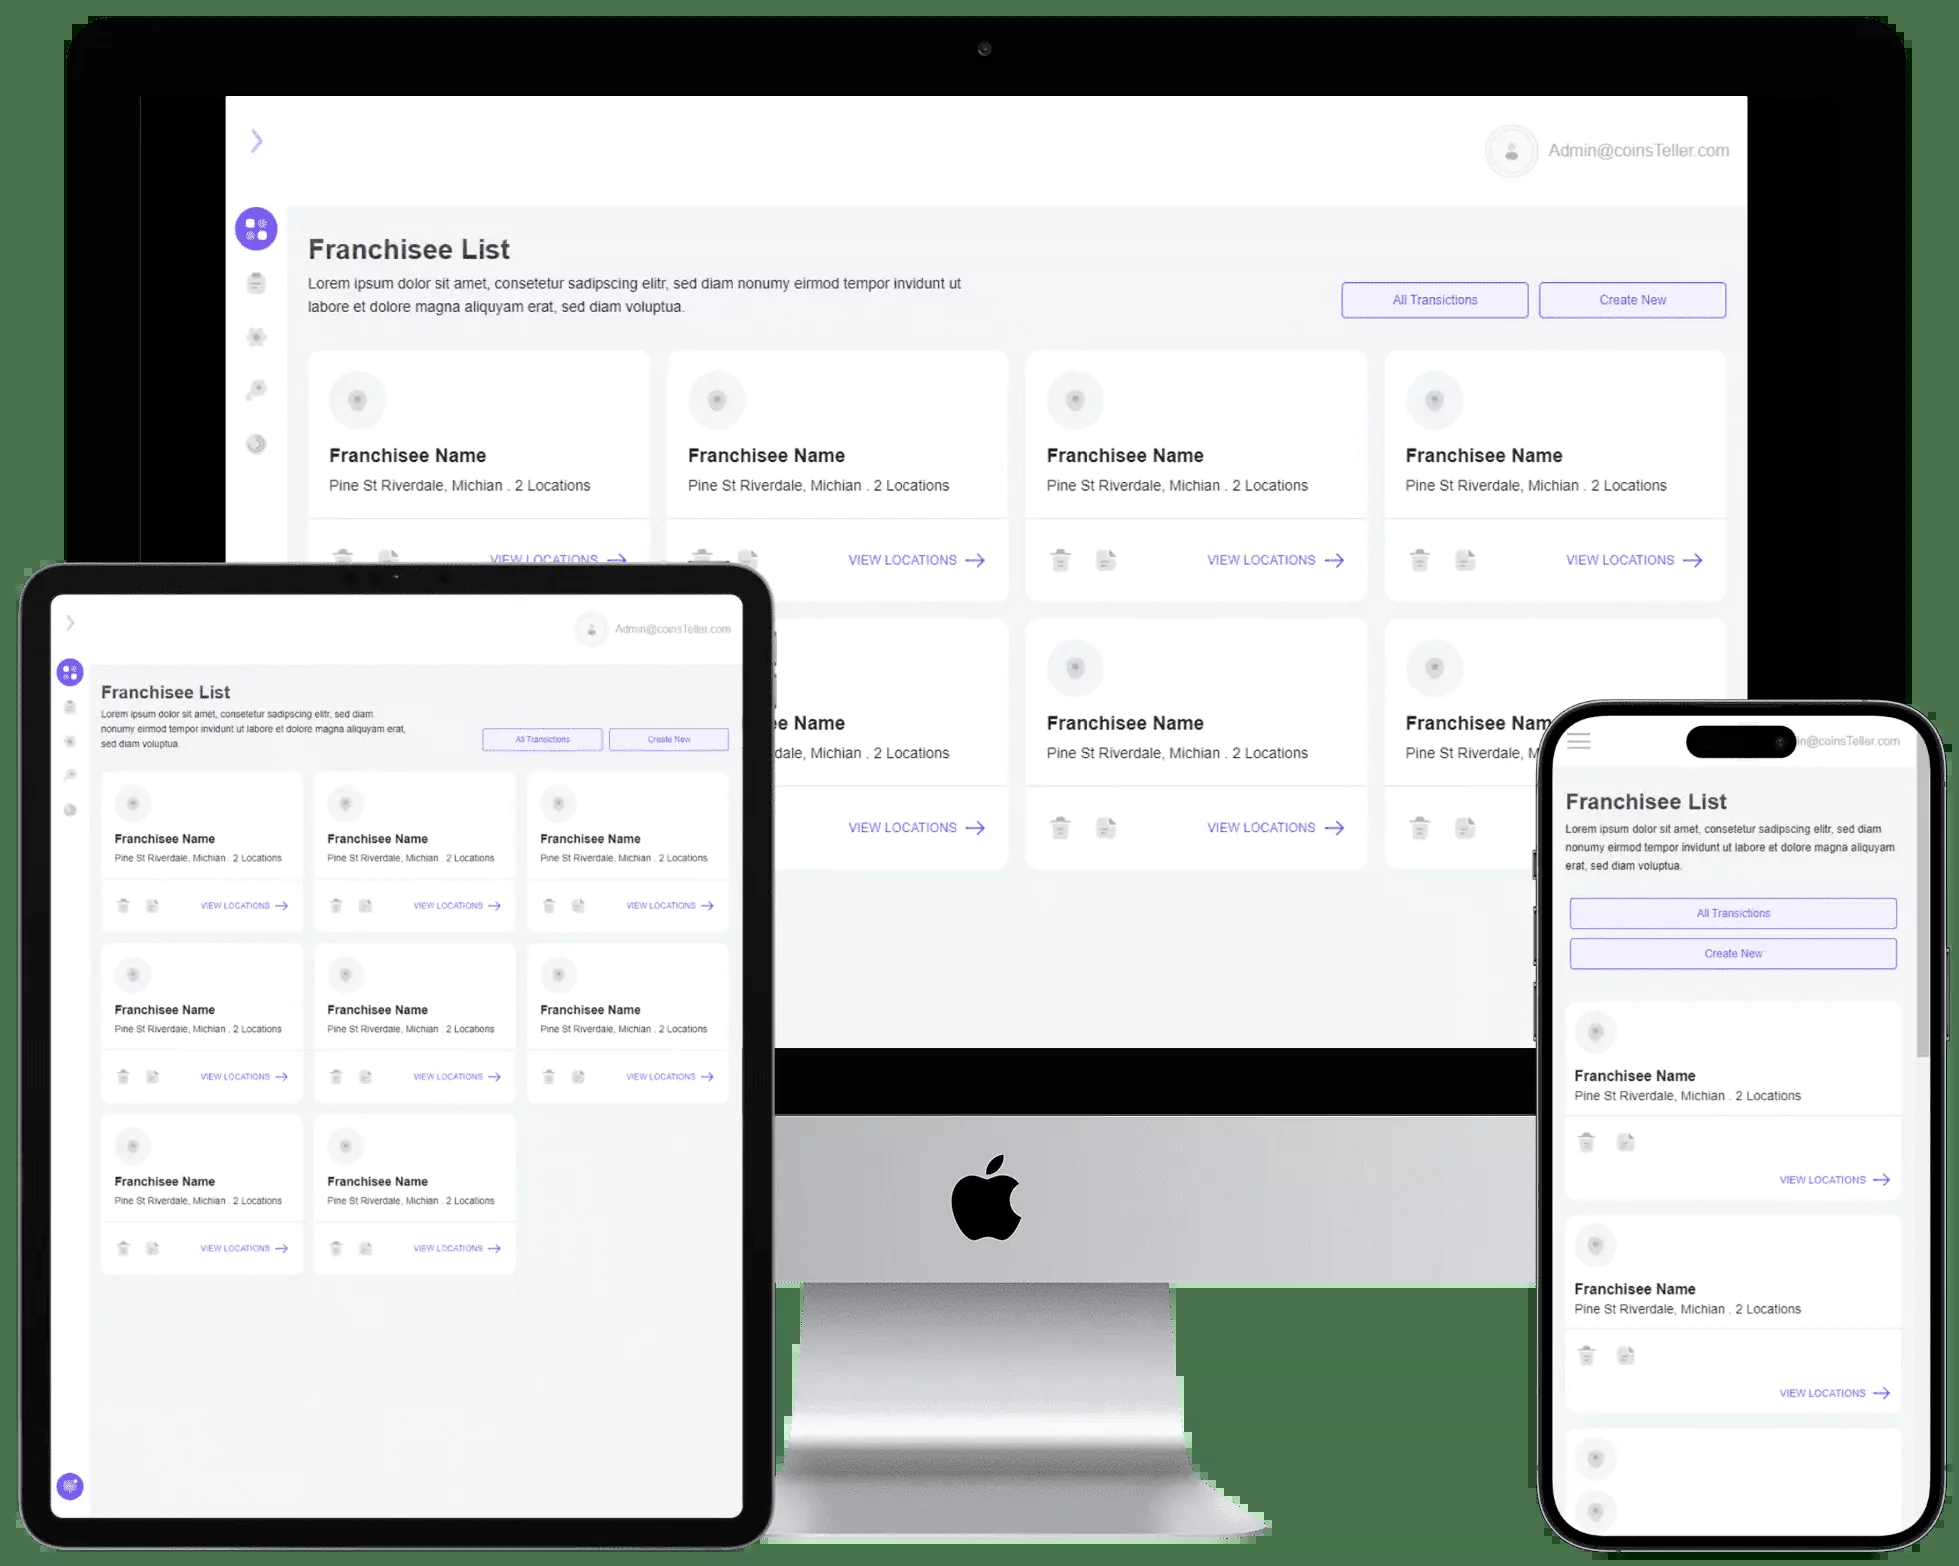 Admin@coinsTeller.com
Franchisee List
Lorem ipsum dolor sit amet, consetetur sadipscing elitr, sed diam nonumy eirmod tempor invidunt ut
labore et dolore magna aliquyam erat, sed diam voluptua.
All Transictions Create New
Franchisee Name Franchisee Name Franchisee Name Franchisee Name
Pine St Riverdale, Michian . 2 Locations Pine St Riverdale, Michian . 2 Locations Pine St Riverdale, Michian . 2 Locations Pine St Riverdale, Michian . 2 Locations
VIEW LOCATIONS VIEW LOCATIONS VIEW LOCATIONS VIEW LOCATIONS
e Name Franchisee Name Franchisee Nam
dale, Michian . 2 Locations Pine St Riverdale, Michian . 2 Locations Pine St Riverdale, M
VIEW LOCATIONS VIEW LOCATIONS
Admin@coinsTeller.com
Franchisee List
Lorem ipsum dolor sit amet, consetetur sadipscing elitr, sed diam
nonumy eirmod tempor invidunt ut labore et dolore magna aliquyam erat,
sed diam voluptua.
All Transictions Create New
Franchisee Name Franchisee Name Franchisee Name
Pine St Riverdale, Michian . 2 Locations Pine St Riverdale, Michian . 2 Locations Pine St Riverdale, Michian . 2 Locations
VIEW LOCATIONS VIEW LOCATIONS VIEW LOCATIONS
Franchisee Name Franchisee Name Franchisee Name
Pine St Riverdale, Michian . 2 Locations Pine St Riverdale, Michian . 2 Locations Pine St Riverdale, Michian . 2 Locations
VIEW LOCATIONS VIEW LOCATIONS VIEW LOCATIONS
Franchisee Name Franchisee Name
Pine St Riverdale, Michian . 2 Locations Pine St Riverdale, Michian . 2 Locations
VIEW LOCATIONS VIEW LOCATIONS
in@coinsTeller.com
Franchisee List
Lorem ipsum dolor sit amet, consetetur sadipscing elitr, sed diam
nonumy eirmod tempor invidunt ut labore et dolore magna aliquyam
erat, sed diam voluptua.
All Transictions
Create New
Franchisee Name
Pine St Riverdale, Michian . 2 Locations
VIEW LOCATIONS
Franchisee Name
Pine St Riverdale, Michian . 2 Locations
VIEW LOCATIONS